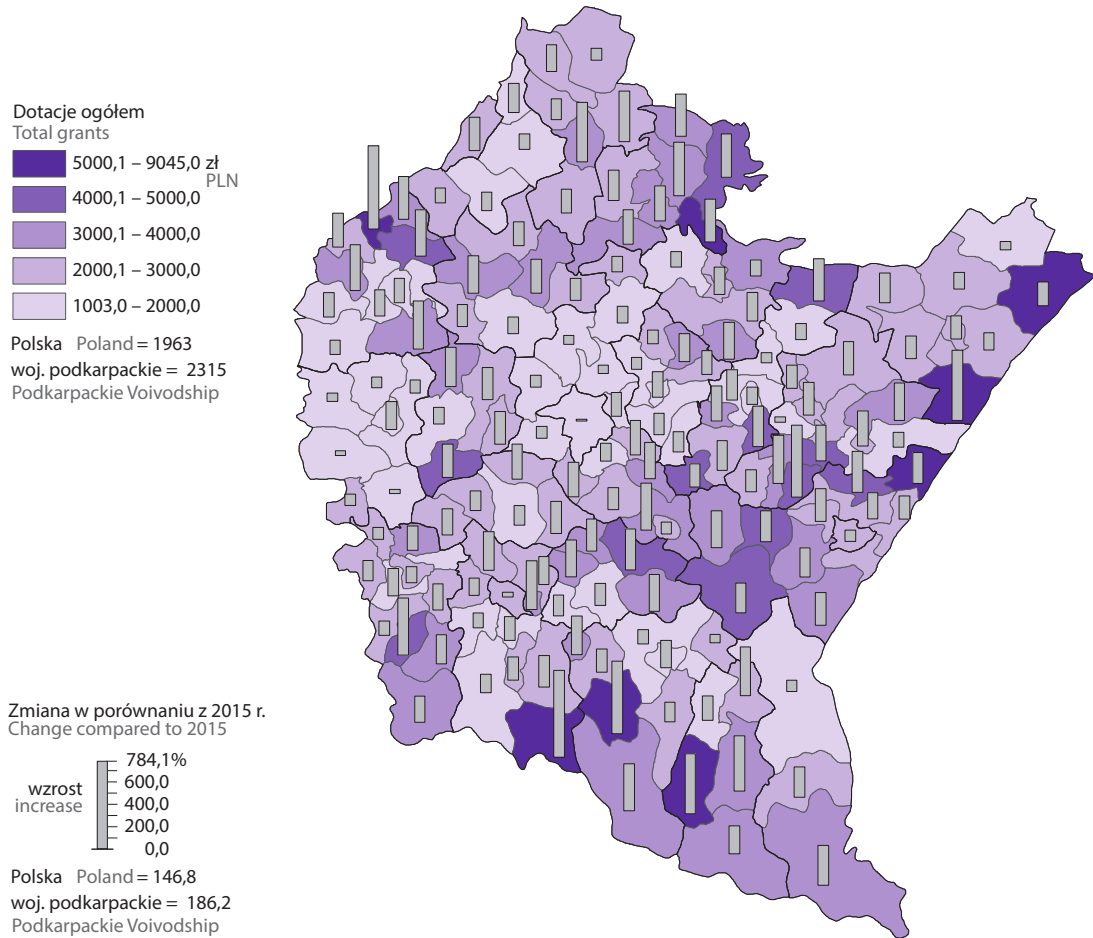 Dotacje ogółem
Total grants
5000,1 – 9045,0 zł
PLN
4000,1 – 5000,0
3000,1 – 4000,0
2000,1 – 3000,0
1003,0 – 2000,0
Polska Poland = 1963
woj. podkarpackie = 2315
Podkarpackie Voivodship
Zmiana w porównaniu z 2015 r.
Change compared to 2015
784,1%
wzrost 600,0
increase 400,0
200,0
0,0
Polska Poland = 146,8
woj. podkarpackie = 186,2
Podkarpackie Voivodship